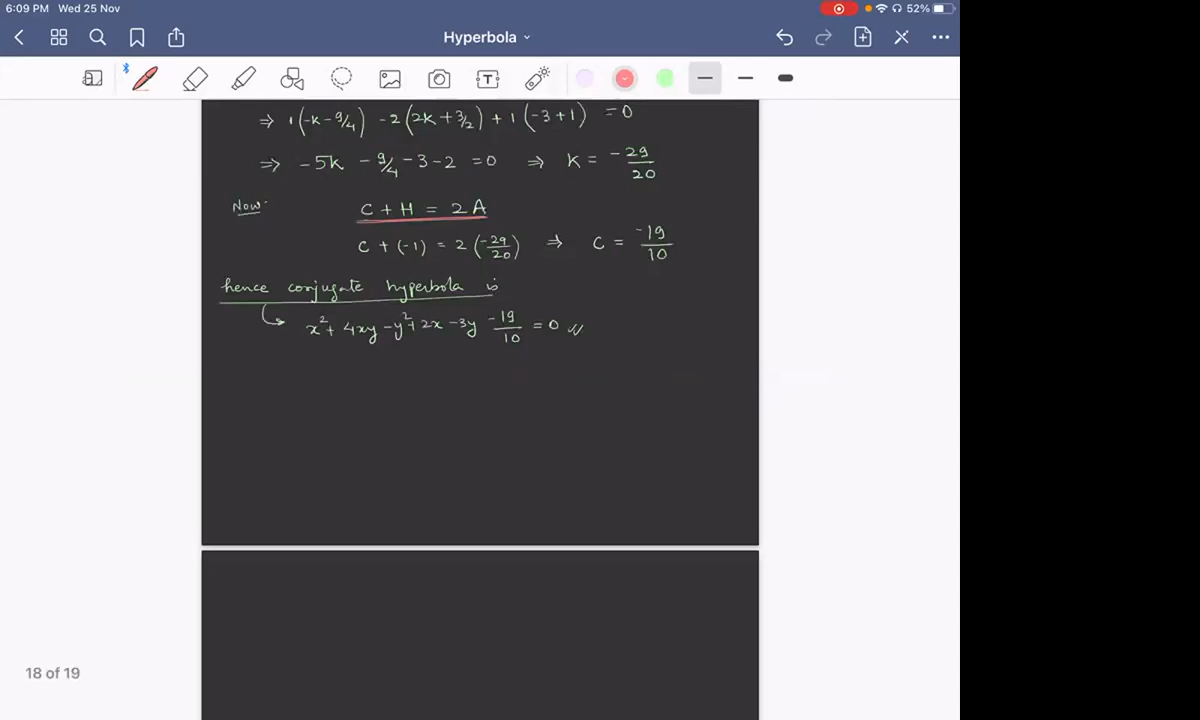 6:09 PM Wed 25 Nov
52%
Hyperbola
⇒ 1(-k - 9/4) - 2(2k + 3/2) + 1(-3 + 1) = 0
⇒ -5k - 9/4 - 3 - 2 = 0 ⇒ k = -29/20
Now.
C + H = 2A
C + (-1) = 2(-29/20) ⇒ C = -19/10
hence conjugate hyperbola is
x² + 4xy - y² + 2x - 3y -19/10 = 0
18 of 19